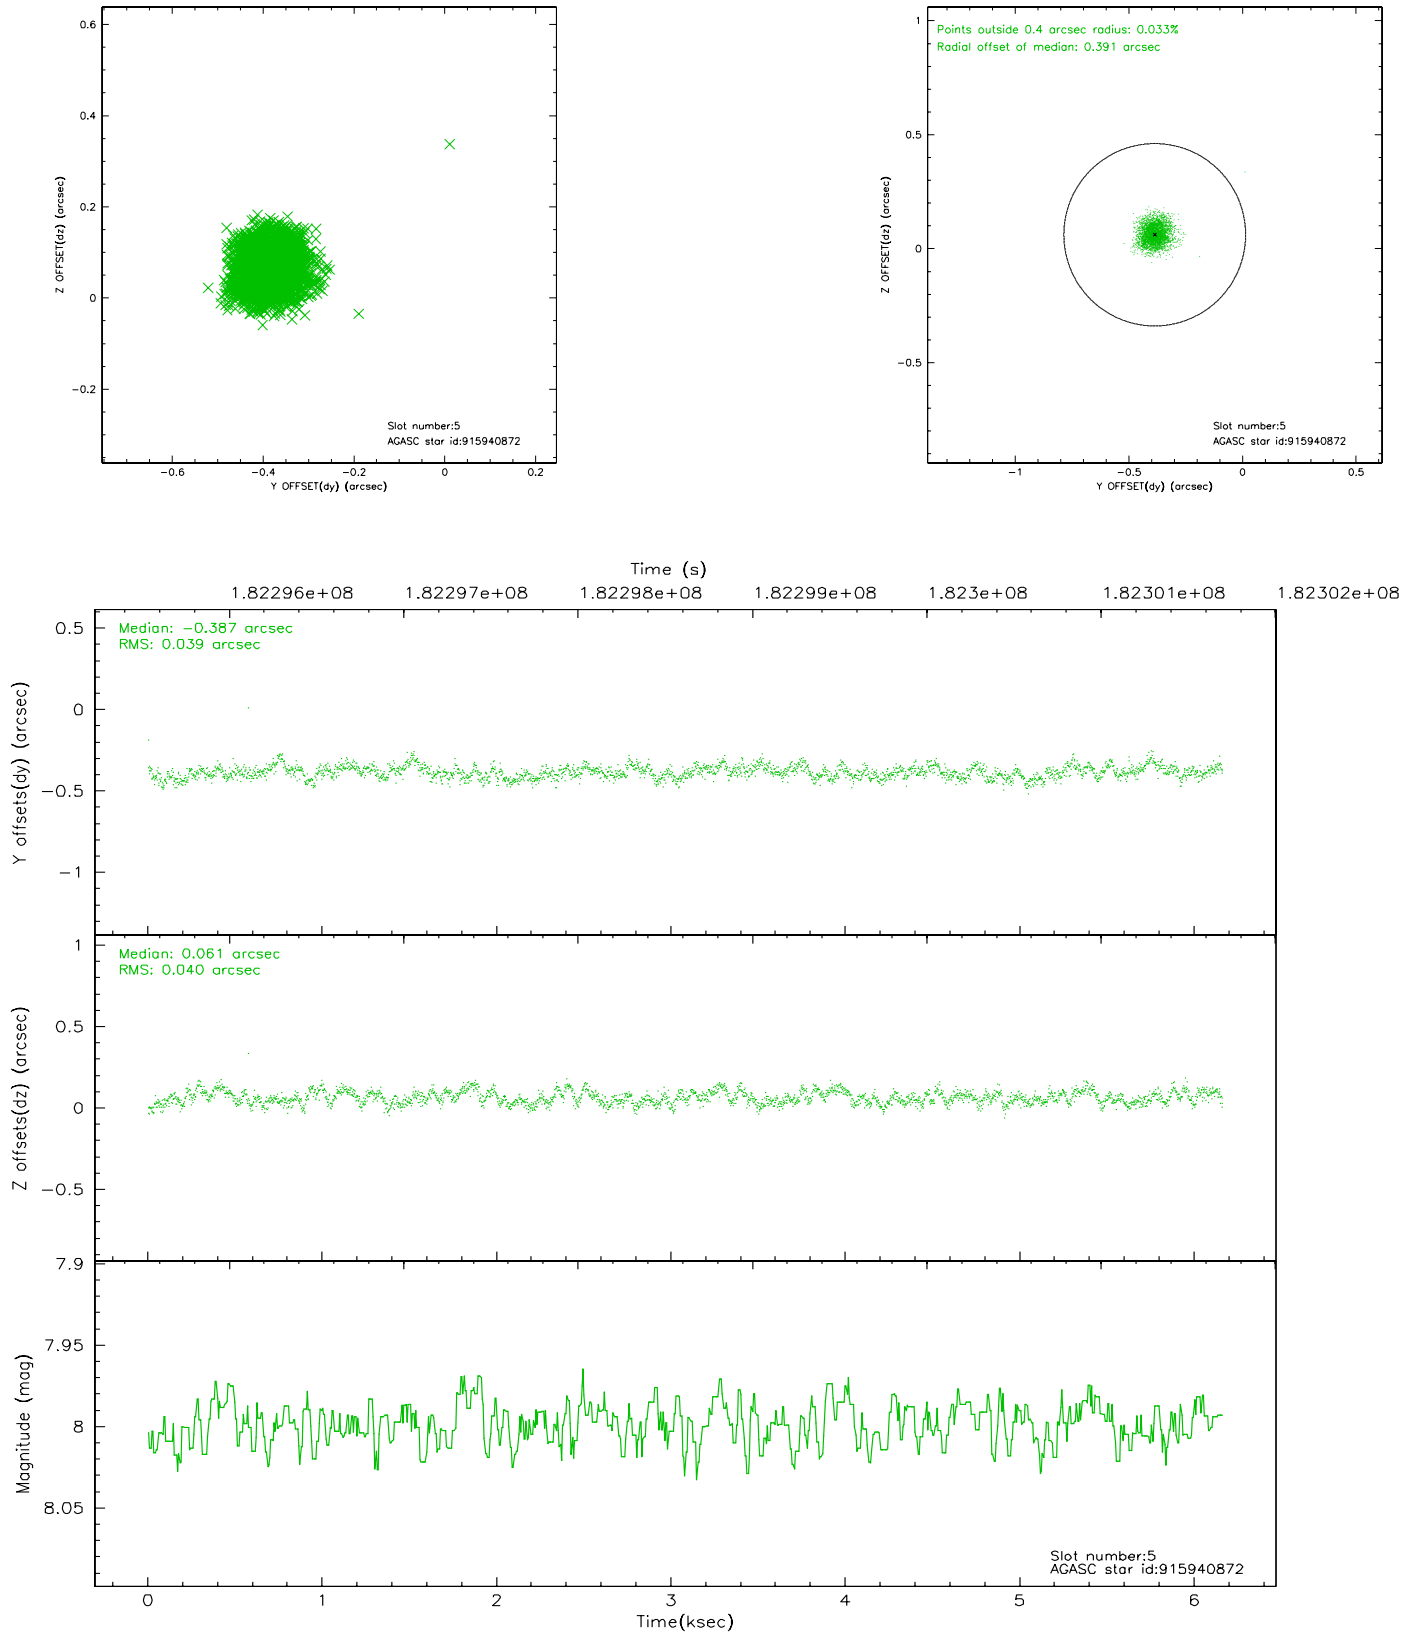 0.6
0.4
0.2
0
−0.2
Z OFFSET(dz) (arcsec)
Slot number:5
AGASC star id:915940872
−0.6 −0.4 −0.2 0 0.2
Y OFFSET(dy) (arcsec)
Points outside 0.4 arcsec radius: 0.033%
Radial offset of median: 0.391 arcsec
1
0.5
0
−0.5
Z OFFSET(dz) (arcsec)
Slot number:5
AGASC star id:915940872
−1 −0.5 0 0.5
Y OFFSET(dy) (arcsec)
Time (s)
1.82296e+08 1.82297e+08 1.82298e+08 1.82299e+08 1.823e+08 1.82301e+08 1.82302e+08
Median: −0.387 arcsec
RMS: 0.039 arcsec
0.5
0
−0.5
−1
Y offsets(dy) (arcsec)
Median: 0.061 arcsec
RMS: 0.040 arcsec
1
0.5
0
−0.5
Z offsets(dz) (arcsec)
7.9
7.95
8
8.05
Magnitude (mag)
Slot number:5
AGASC star id:915940872
0 1 2 3 4 5 6
Time(ksec)